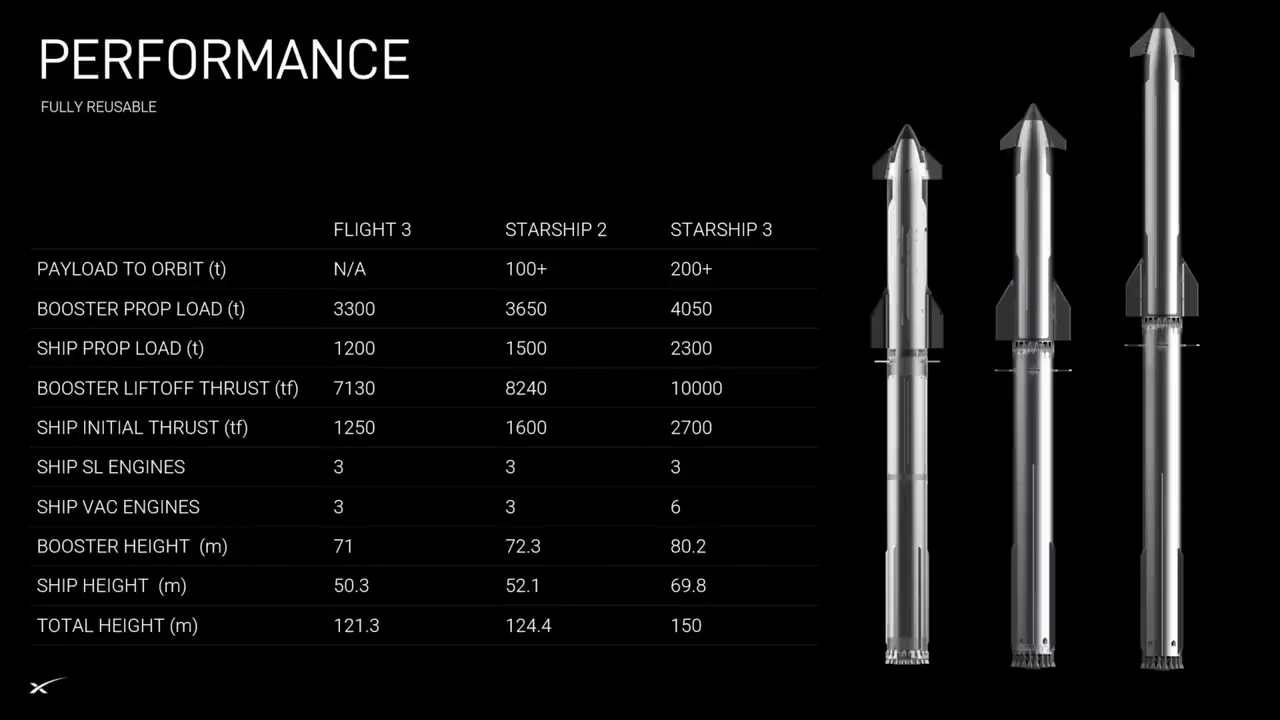 PERFORMANCE
FULLY REUSABLE
FLIGHT 3 STARSHIP 2 STARSHIP 3
PAYLOAD TO ORBIT (t) N/A 100+ 200+
BOOSTER PROP LOAD (t) 3300 3650 4050
SHIP PROP LOAD (t) 1200 1500 2300
BOOSTER LIFTOFF THRUST (tf) 7130 8240 10000
SHIP INITIAL THRUST (tf) 1250 1600 2700
SHIP SL ENGINES 3 3 3
SHIP VAC ENGINES 3 3 6
BOOSTER HEIGHT (m) 71 72.3 80.2
SHIP HEIGHT (m) 50.3 52.1 69.8
TOTAL HEIGHT (m) 121.3 124.4 150